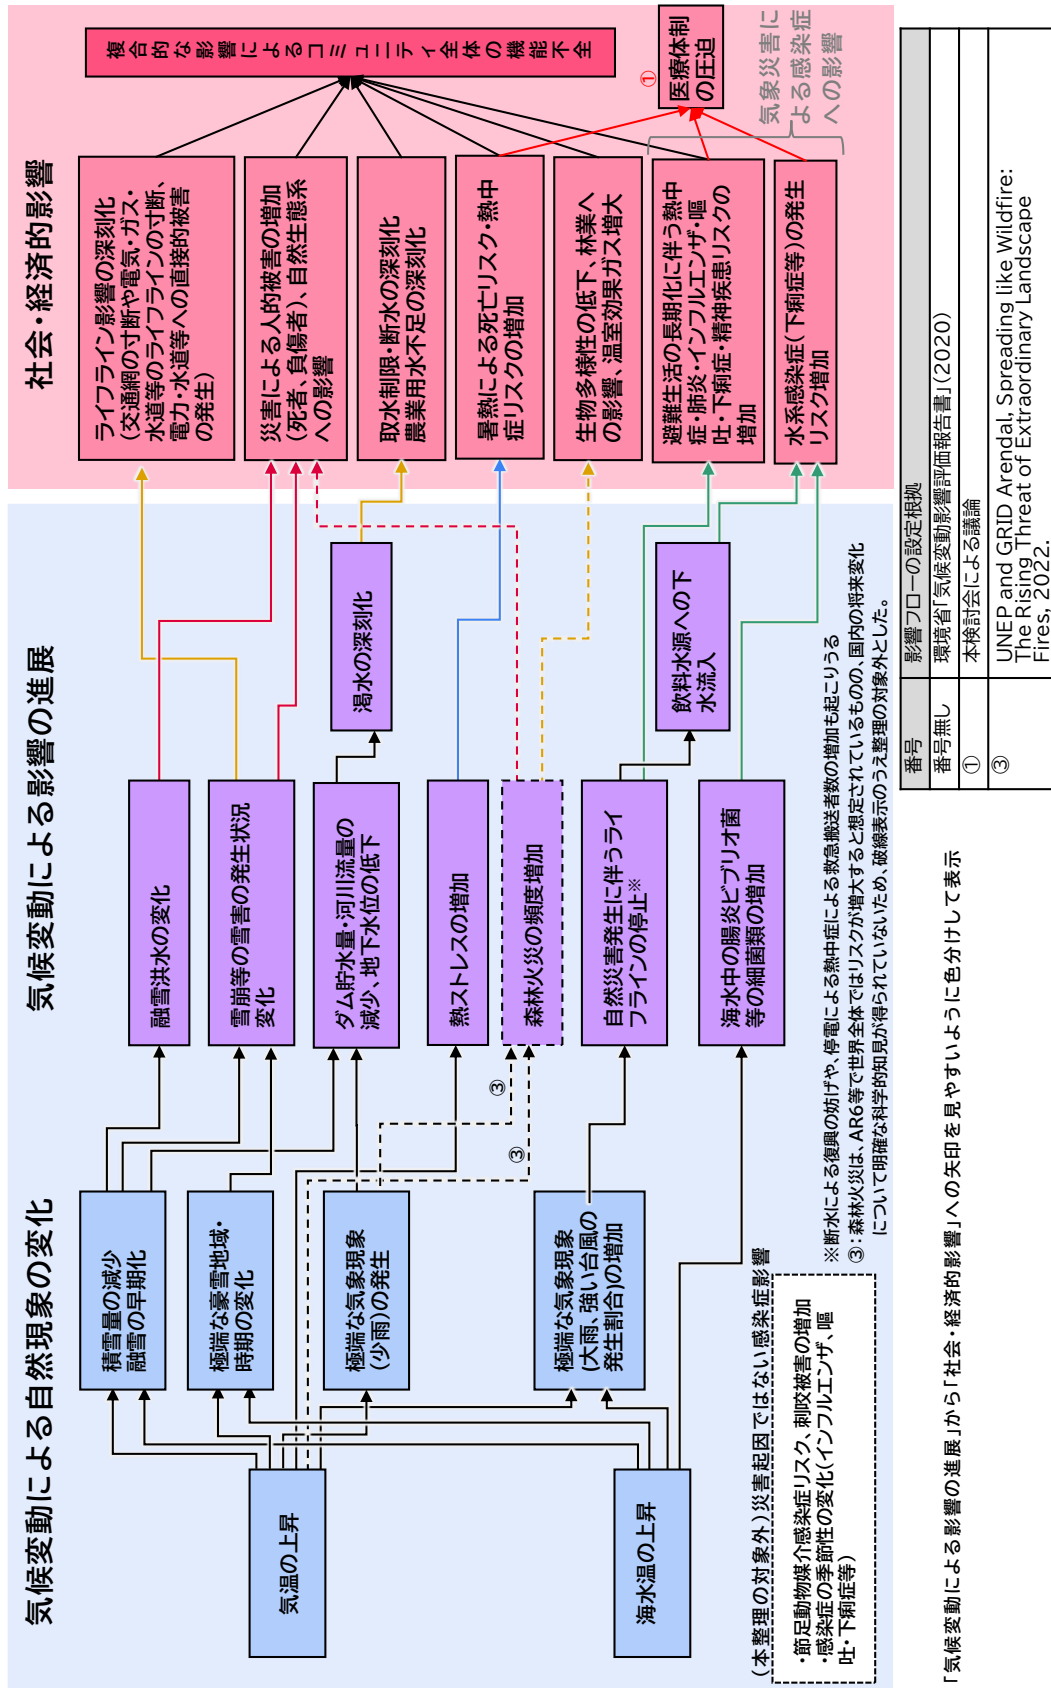 気候変動による自然現象の変化
気候変動による影響の進展
社会・経済的影響
気温の上昇
海水温の上昇
積雪量の減少
融雪の早期化
極端な豪雪地域・
時期の変化
極端な気象現象
(少雨)の発生
極端な気象現象
(大雨、強い台風の
発生割合)の増加
融雪洪水の変化
雪崩等の雪害の発生状況
変化
ダム貯水量・河川流量の
減少、地下水位の低下
熱ストレスの増加
森林火災の頻度増加
自然災害発生に伴うライ
フラインの停止※
海水中の腸炎ビブリオ菌
等の細菌類の増加
③
③
渇水の深刻化
飲料水源への下
水流入
ライフライン影響の深刻化
(交通網の寸断や電気・ガス・
水道等のライフラインの寸断、
電力・水道等への直接的被害
の発生)
災害による人的被害の増加
(死者、負傷者)、自然生態系
への影響
取水制限・断水の深刻化
農業用水不足の深刻化
暑熱による死亡リスク・熱中
症リスクの増加
生物多様性の低下、林業へ
の影響、温室効果ガス増大
避難生活の長期化に伴う熱中
症・肺炎・インフルエンザ・嘔
吐・下痢症・精神疾患リスクの
増加
水系感染症(下痢症等)の発生
リスク増加
複合的な影響によるコミュニティ全体の機能不全
①
医療体制
の圧迫
気象災害に
よる感染症
への影響
(本整理の対象外)災害起因ではない感染症影響
・節足動物媒介感染症リスク、刺咬被害の増加
・感染症の季節性の変化(インフルエンザ、嘔
吐・下痢症等)
※断水による復興の妨げや、停電による熱中症による救急搬送者数の増加も起こりうる
③:森林火災は、AR6等で世界全体ではリスクが増大すると想定されているものの、国内の将来変化
について明確な科学的知見が得られていないため、破線表示のうえ整理の対象外とした。
「気候変動による影響の進展」から「社会・経済的影響」への矢印を見やすいように色分けして表示
番号 影響フローの設定根拠
番号無し 環境省「気候変動影響評価報告書」(2020)
① 本検討会による議論
③ UNEP and GRID Arendal. Spreading like Wildfire:
The Rising Threat of Extraordinary Landscape
Fires, 2022.